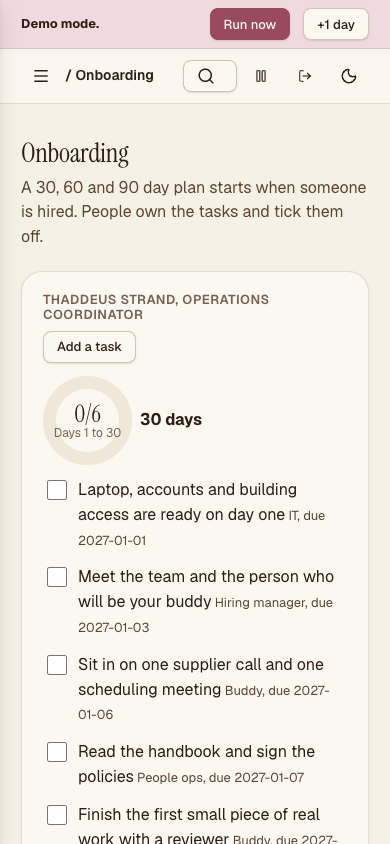 Demo mode.
Run now
+1 day
/ Onboarding
Onboarding
A 30, 60 and 90 day plan starts when someone
is hired. People own the tasks and tick them
off.
THADDEUS STRAND, OPERATIONS
COORDINATOR
Add a task
0/6
Days 1 to 30
30 days
Laptop, accounts and building
access are ready on day one IT, due
2027-01-01
Meet the team and the person who
will be your buddy Hiring manager, due
2027-01-03
Sit in on one supplier call and one
scheduling meeting Buddy, due 2027-
01-06
Read the handbook and sign the
policies People ops, due 2027-01-07
Finish the first small piece of real
work with a reviewer Buddy, due 2027-